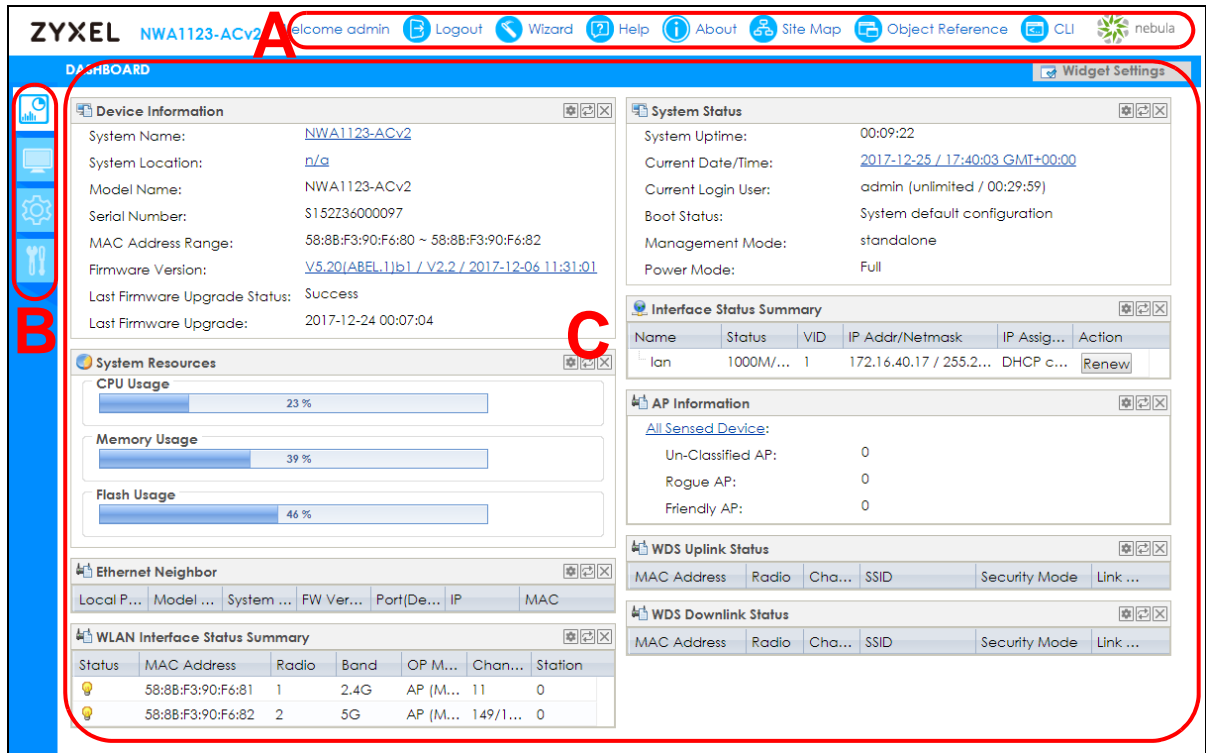 ZYXEL NWA1123-ACv2 A elcome admin Logout Wizard Help About Site Map Object Reference CLI nebula
DASHBOARD Widget Settings
Device Information
System Name: NWA1123-ACv2
System Location: n/a
Model Name: NWA1123-ACv2
Serial Number: S152Z36000097
MAC Address Range: 58:8B:F3:90:F6:80 ~ 58:8B:F3:90:F6:82
Firmware Version: V5.20(ABEL.1)b1 / V2.2 / 2017-12-06 11:31:01
Last Firmware Upgrade Status: Success
Last Firmware Upgrade: 2017-12-24 00:07:04
B
C
System Resources
CPU Usage
23 %
Memory Usage
39 %
Flash Usage
46 %
Ethernet Neighbor
Local P... Model ... System ... FW Ver... Port(De... IP MAC
WLAN Interface Status Summary
Status MAC Address Radio Band OP M... Chan... Station
58:8B:F3:90:F6:81 1 2.4G AP (M... 11 0
58:8B:F3:90:F6:82 2 5G AP (M... 149/1... 0
System Status
System Uptime: 00:09:22
Current Date/Time: 2017-12-25 / 17:40:03 GMT+00:00
Current Login User: admin (unlimited / 00:29:59)
Boot Status: System default configuration
Management Mode: standalone
Power Mode: Full
Interface Status Summary
Name Status VID IP Addr/Netmask IP Assig... Action
lan 1000M/... 1 172.16.40.17 / 255.2... DHCP c... Renew
AP Information
All Sensed Device:
Un-Classified AP: 0
Rogue AP: 0
Friendly AP: 0
WDS Uplink Status
MAC Address Radio Cha... SSID Security Mode Link ...
WDS Downlink Status
MAC Address Radio Cha... SSID Security Mode Link ...